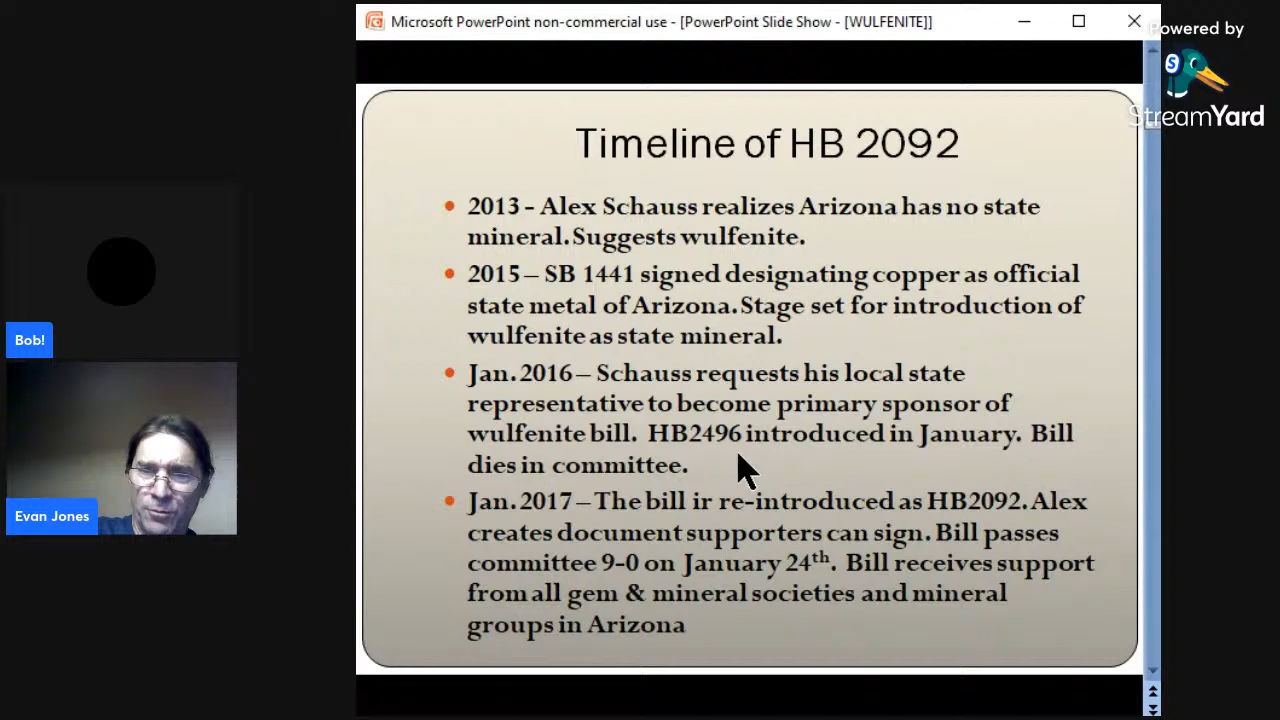 Microsoft PowerPoint non-commercial use - [PowerPoint Slide Show - [WULFENITE]]
Powered by
S
StreamYard
Timeline of HB 2092
• 2013 - Alex Schauss realizes Arizona has no state
mineral. Suggests wulfenite.
• 2015 – SB 1441 signed designating copper as official
state metal of Arizona. Stage set for introduction of
wulfenite as state mineral.
• Jan. 2016 – Schauss requests his local state
representative to become primary sponsor of
wulfenite bill. HB2496 introduced in January. Bill
dies in committee.
• Jan. 2017 – The bill ir re-introduced as HB2092. Alex
creates document supporters can sign. Bill passes
committee 9-0 on January 24th. Bill receives support
from all gem & mineral societies and mineral
groups in Arizona
Bob!
Evan Jones